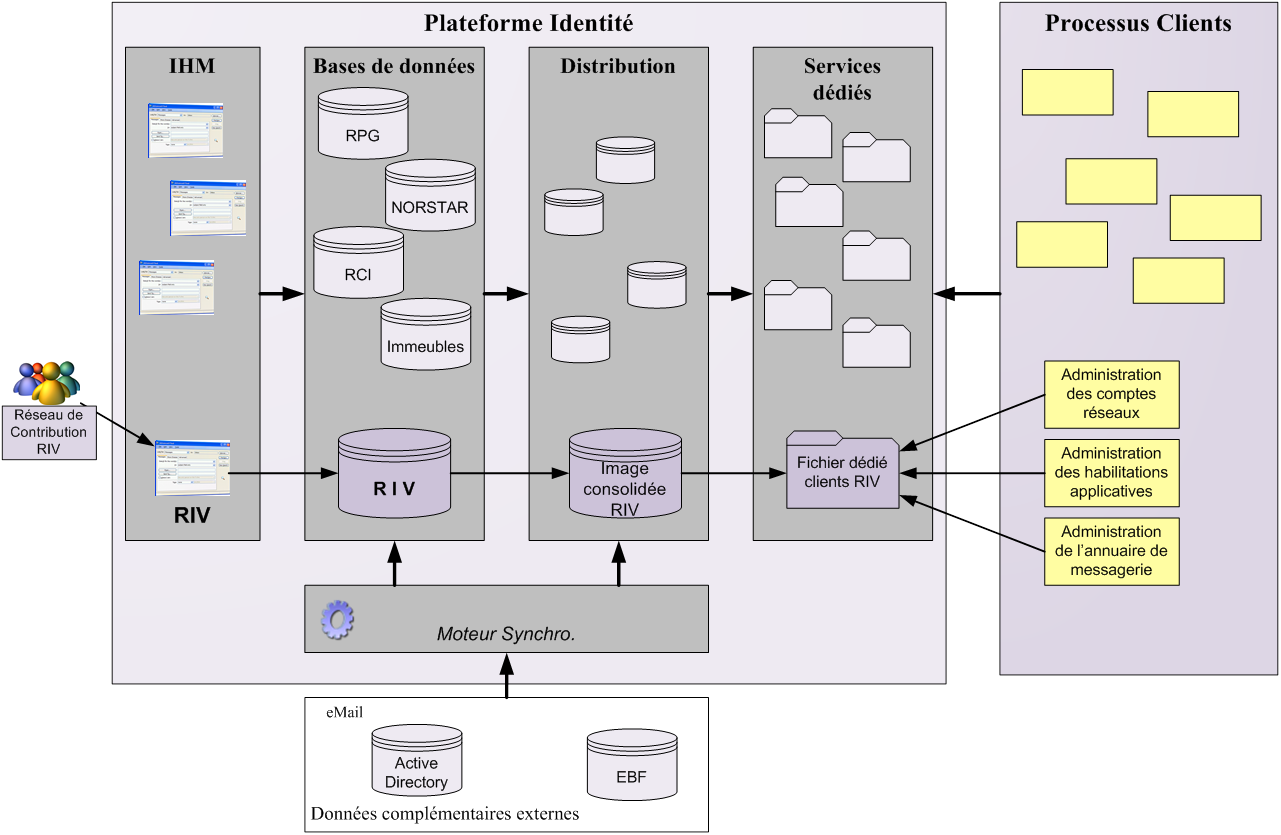 Plateforme Identité
Processus Clients
IHM
Bases de données
Distribution
Services
dédiés
RPG
NORSTAR
RCI
Immeubles
Réseau de
Contribution
RIV
RIV
R I V
Image
consolidée
RIV
Fichier dédié
clients RIV
Administration
des comptes
réseaux
Administration
des habilitations
applicatives
Administration
de l'annuaire de
messagerie
Moteur Synchro.
eMail
Active
Directory
EBF
Données complémentaires externes